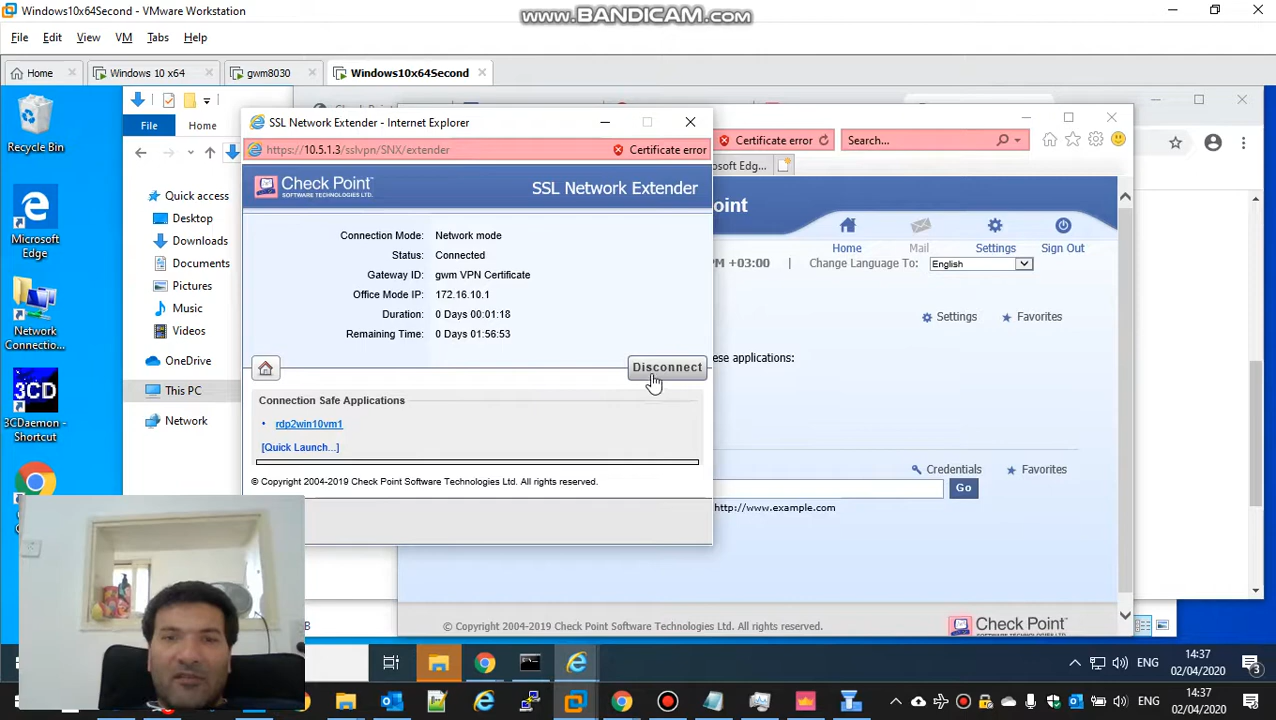 Windows10x64Second - VMware Workstation
www.BANDICAM.com
File Edit View VM Tabs Help
Home Windows 10 x64 gwm8030 Windows10x64Second
Recycle Bin
Microsoft Edge
Network Connectio...
3CDaemon - Shortcut
File Home
Quick access
Desktop
Downloads
Documents
Pictures
Music
Videos
OneDrive
This PC
Network
SSL Network Extender - Internet Explorer
https://10.5.1.3/sslvpn/SNX/extender Certificate error
Check Point
SOFTWARE TECHNOLOGIES LTD.
SSL Network Extender
Connection Mode: Network mode
Status: Connected
Gateway ID: gwm VPN Certificate
Office Mode IP: 172.16.10.1
Duration: 0 Days 00:01:18
Remaining Time: 0 Days 01:56:53
Disconnect
Connection Safe Applications
rdp2win10vm1
[Quick Launch...]
© Copyright 2004-2019 Check Point Software Technologies Ltd. All rights reserved.
Certificate error Search...
osoft Edg...
oint
Home Mail Settings Sign Out
PM +03:00 | Change Language To: English
Settings Favorites
ese applications:
Credentials Favorites
Go
http://www.example.com
© Copyright 2004-2019 Check Point Software Technologies Ltd. All rights reserved.
Check Point
ENG 14:37
02/04/2020
3
ENG 14:37
02/04/2020